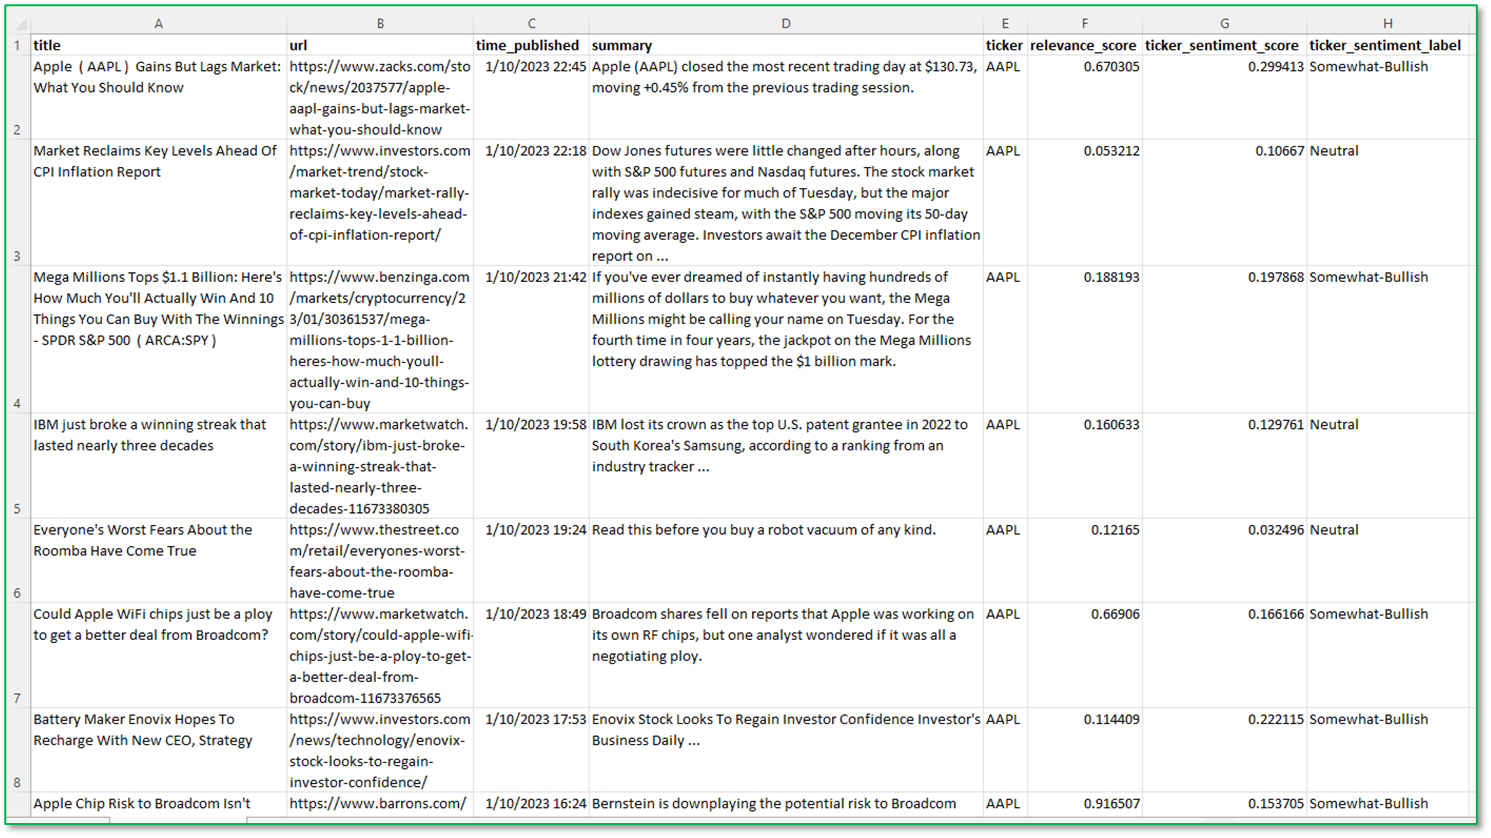 A B C D E F G H
1 title url time_published summary ticker relevance_score ticker_sentiment_score ticker_sentiment_label
Apple ( AAPL ) Gains But Lags Market: https://www.zacks.com/sto 1/10/2023 22:45 Apple (AAPL) closed the most recent trading day at $130.73, AAPL 0.670305 0.299413 Somewhat-Bullish
What You Should Know ck/news/2037577/apple- moving +0.45% from the previous trading session.
aapl-gains-but-lags-market-
2 what-you-should-know
Market Reclaims Key Levels Ahead Of https://www.investors.com 1/10/2023 22:18 Dow Jones futures were little changed after hours, along AAPL 0.053212 0.10667 Neutral
CPI Inflation Report /market-trend/stock- with S&P 500 futures and Nasdaq futures. The stock market
market-today/market-rally- rally was indecisive for much of Tuesday, but the major
reclaims-key-levels-ahead- indexes gained steam, with the S&P 500 moving its 50-day
of-cpi-inflation-report/ moving average. Investors await the December CPI inflation
3 report on ...
Mega Millions Tops $1.1 Billion: Here's https://www.benzinga.com 1/10/2023 21:42 If you've ever dreamed of instantly having hundreds of AAPL 0.188193 0.197868 Somewhat-Bullish
How Much You'll Actually Win And 10 /markets/cryptocurrency/2 millions of dollars to buy whatever you want, the Mega
Things You Can Buy With The Winnings 3/01/30361537/mega- Millions might be calling your name on Tuesday. For the
- SPDR S&P 500 ( ARCA:SPY ) millions-tops-1-1-billion- fourth time in four years, the jackpot on the Mega Millions
heres-how-much-youll- lottery drawing has topped the $1 billion mark.
actually-win-and-10-things-
4 you-can-buy
IBM just broke a winning streak that https://www.marketwatch. 1/10/2023 19:58 IBM lost its crown as the top U.S. patent grantee in 2022 to AAPL 0.160633 0.129761 Neutral
lasted nearly three decades com/story/ibm-just-broke- South Korea's Samsung, according to a ranking from an
a-winning-streak-that- industry tracker ...
lasted-nearly-three-
5 decades-11673380305
Everyone's Worst Fears About the https://www.thestreet.co 1/10/2023 19:24 Read this before you buy a robot vacuum of any kind. AAPL 0.12165 0.032496 Neutral
Roomba Have Come True m/retail/everyones-worst-
fears-about-the-roomba-
6 have-come-true
Could Apple WiFi chips just be a ploy https://www.marketwatch. 1/10/2023 18:49 Broadcom shares fell on reports that Apple was working on AAPL 0.66906 0.166166 Somewhat-Bullish
to get a better deal from Broadcom? com/story/could-apple-wifi- its own RF chips, but one analyst wondered if it was all a
chips-just-be-a-ploy-to-get- negotiating ploy.
a-better-deal-from-
7 broadcom-11673376565
Battery Maker Enovix Hopes To https://www.investors.com 1/10/2023 17:53 Enovix Stock Looks To Regain Investor Confidence Investor's AAPL 0.114409 0.222115 Somewhat-Bullish
Recharge With New CEO, Strategy /news/technology/enovix- Business Daily ...
stock-looks-to-regain-
8 investor-confidence/
Apple Chip Risk to Broadcom Isn't https://www.barrons.com/ 1/10/2023 16:24 Bernstein is downplaying the potential risk to Broadcom AAPL 0.916507 0.153705 Somewhat-Bullish